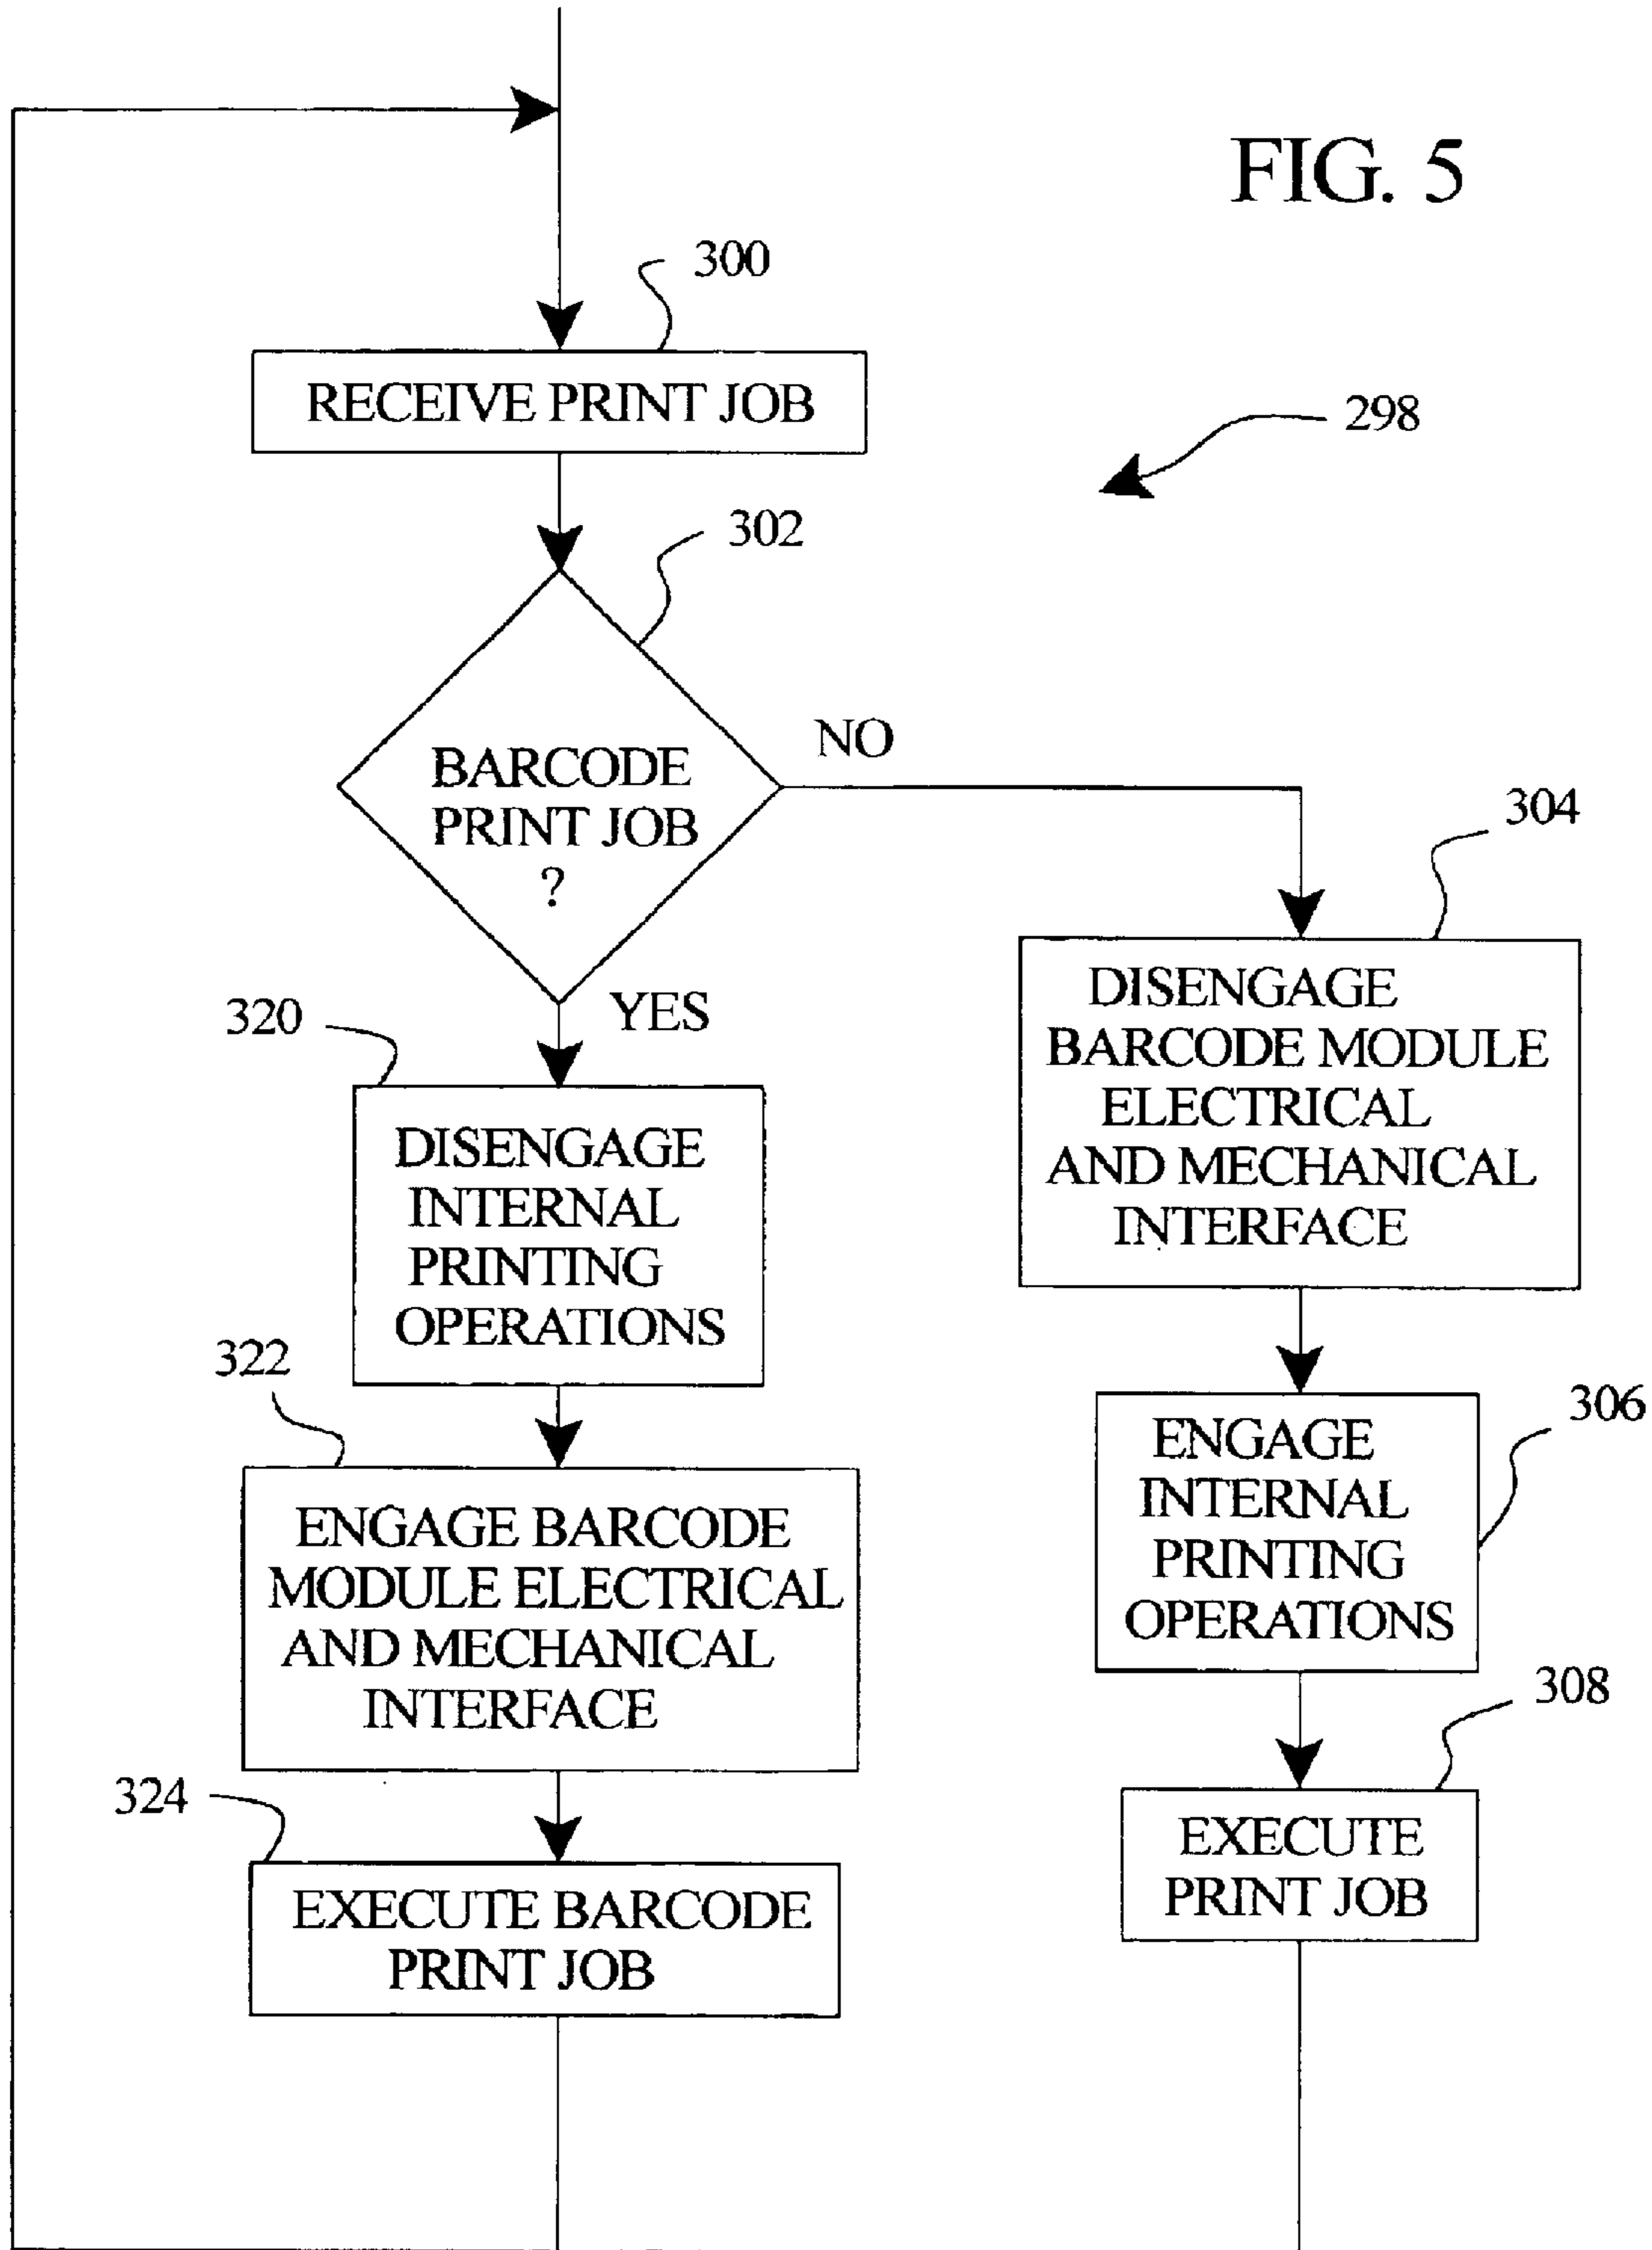 FIG. 5
300
RECEIVE PRINT JOB
298
302
BARCODE
PRINT JOB
?
NO
YES
304
DISENGAGE
BARCODE MODULE
ELECTRICAL
AND MECHANICAL
INTERFACE
320
DISENGAGE
INTERNAL
PRINTING
OPERATIONS
322
ENGAGE BARCODE
MODULE ELECTRICAL
AND MECHANICAL
INTERFACE
306
ENGAGE
INTERNAL
PRINTING
OPERATIONS
308
EXECUTE
PRINT JOB
324
EXECUTE BARCODE
PRINT JOB